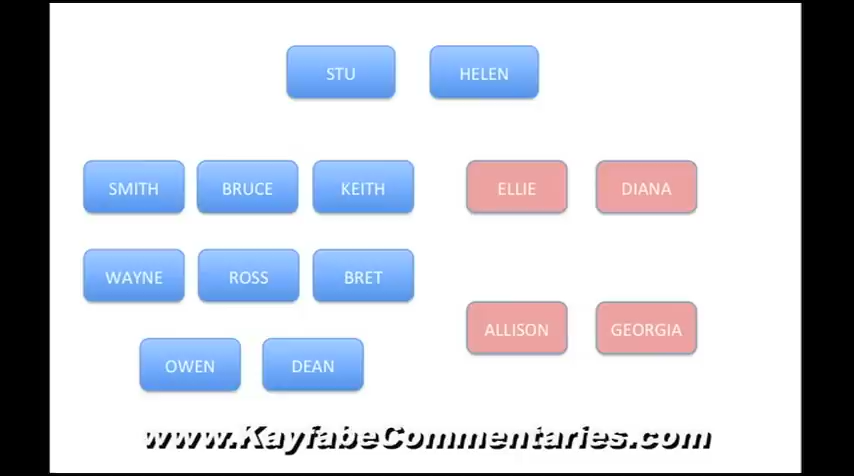 STU HELEN
SMITH BRUCE KEITH ELLIE DIANA
WAYNE ROSS BRET
ALLISON GEORGIA
OWEN DEAN
www.KayfabeCommentaries.com